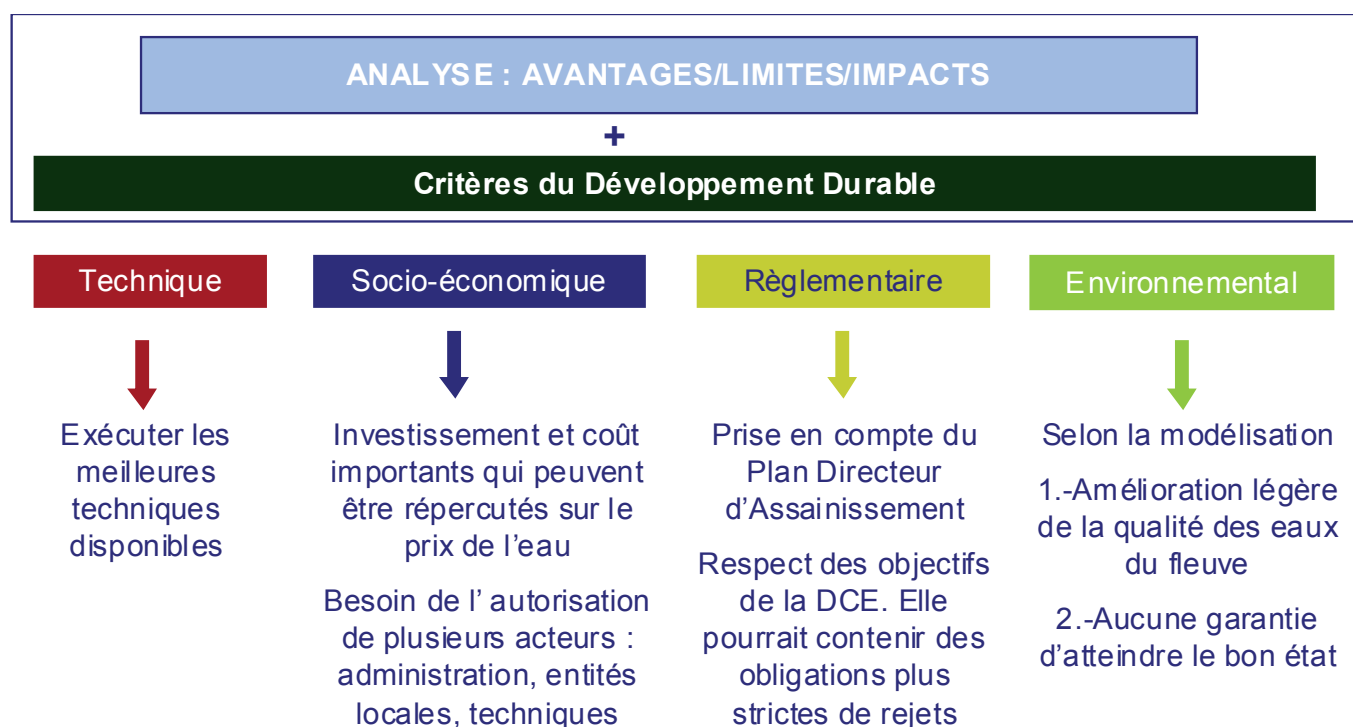 ANALYSE : AVANTAGES/LIMITES/IMPACTS
+
Critères du Développement Durable
Technique
Exécuter les
meilleures
techniques
disponibles
Socio-économique
Investissement et coût
importants qui peuvent
être répercutés sur le
prix de l’eau
Besoin de l’ autorisation
de plusieurs acteurs :
administration, entités
locales, techniques
Règlementaire
Prise en compte du
Plan Directeur
d’Assainissement
Respect des objectifs
de la DCE. Elle
pourrait contenir des
obligations plus
strictes de rejets
Environnemental
Selon la modélisation
1.-Amélioration légère
de la qualité des eaux
du fleuve
2.-Aucune garantie
d’atteindre le bon état